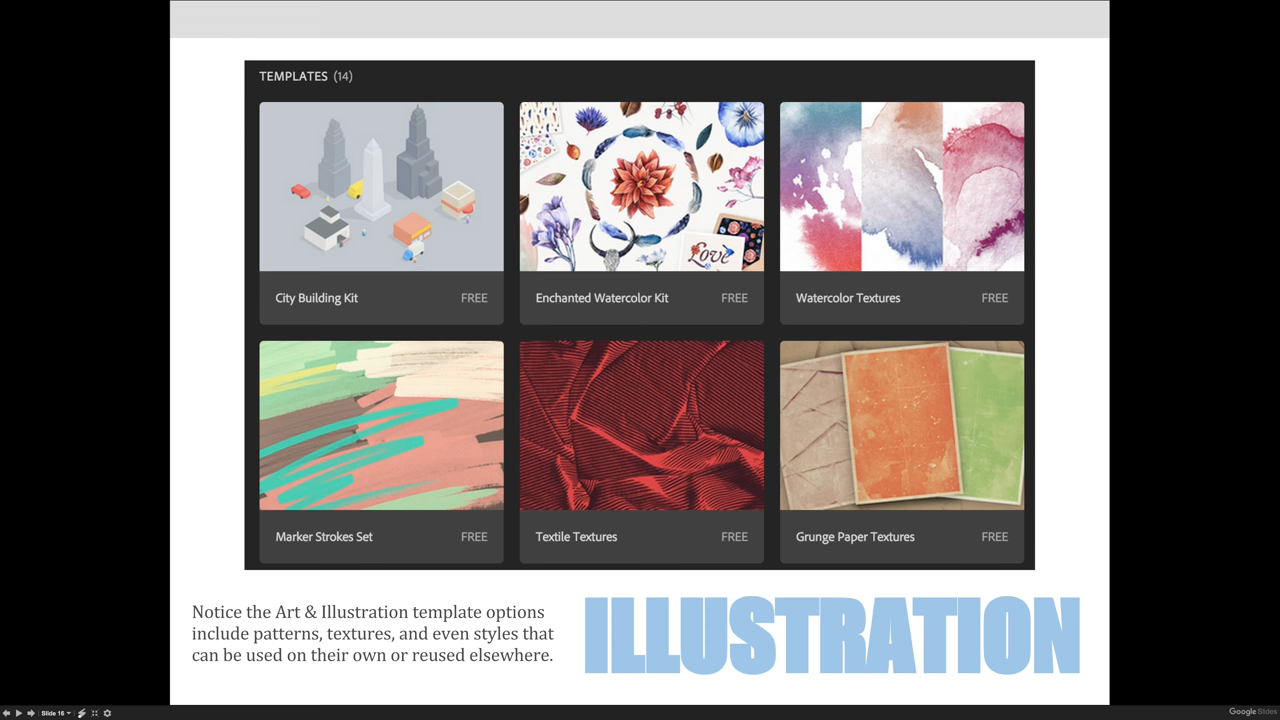 TEMPLATES (14)
City Building Kit FREE
Love
Enchanted Watercolor Kit FREE
Watercolor Textures FREE
Marker Strokes Set FREE
Textile Textures FREE
Grunge Paper Textures FREE
Notice the Art & Illustration template options
include patterns, textures, and even styles that
can be used on their own or reused elsewhere.
ILLUSTRATION
Slide 16
Google Slides